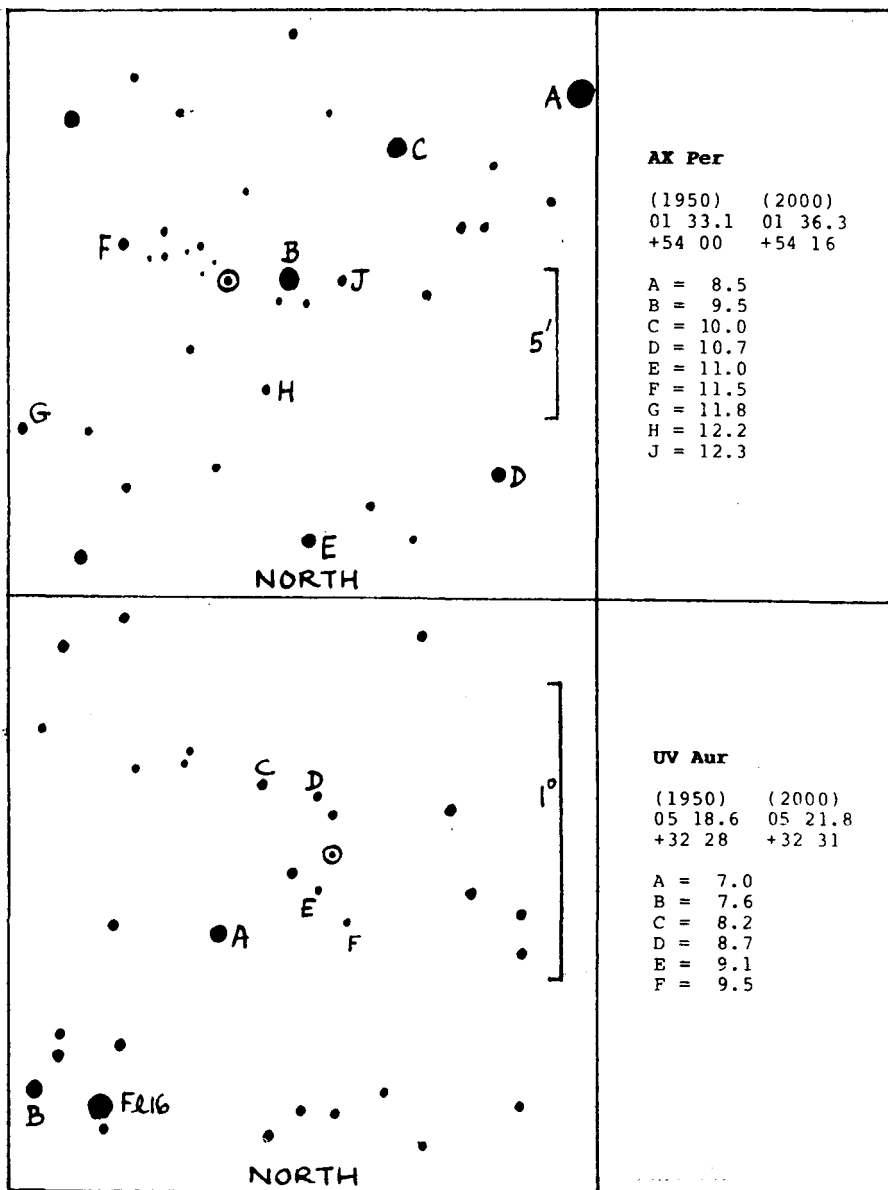 A
C
F
B
J
5'
H
G
D
E
NORTH
AX Per
(1950) (2000)
01 33.1 01 36.3
+54 00 +54 16
A = 8.5
B = 9.5
C = 10.0
D = 10.7
E = 11.0
F = 11.5
G = 11.8
H = 12.2
J = 12.3
C
D
1°
E
F
A
B
Fl16
NORTH
UV Aur
(1950) (2000)
05 18.6 05 21.8
+32 28 +32 31
A = 7.0
B = 7.6
C = 8.2
D = 8.7
E = 9.1
F = 9.5